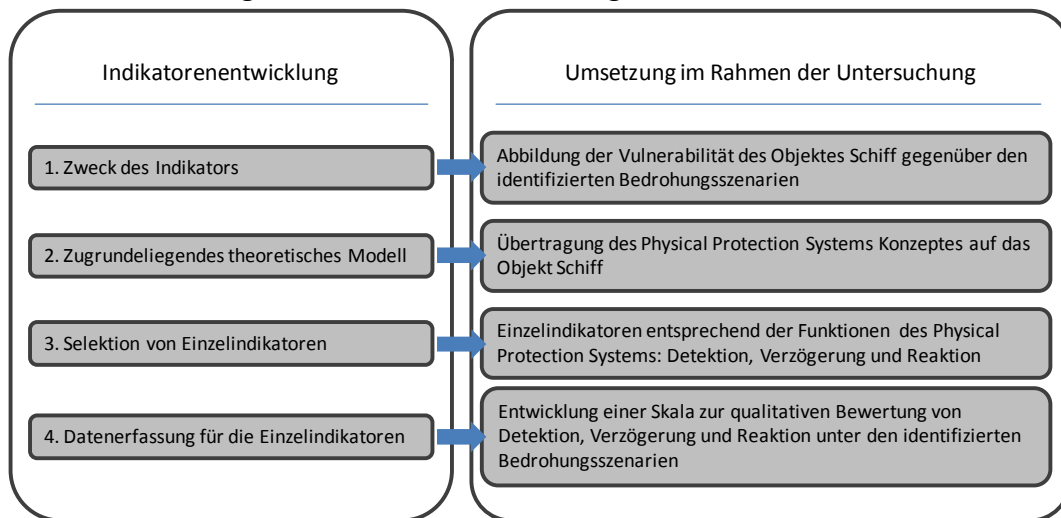 Indikatorenentwicklung
1. Zweck des Indikators
2. Zugrundeliegendes theoretisches Modell
3. Selektion von Einzelindikatoren
4. Datenerfassung für die Einzelindikatoren
Umsetzung im Rahmen der Untersuchung
Abbildung der Vulnerabilität des Objektes Schiff gegenüber den
identifizierten Bedrohungsszenarien
Übertragung des Physical Protection Systems Konzeptes auf das
Objekt Schiff
Einzelindikatoren entsprechend der Funktionen des Physical
Protection Systems: Detektion, Verzögerung und Reaktion
Entwicklung einer Skala zur qualitativen Bewertung von
Detektion, Verzögerung und Reaktion unter den identifizierten
Bedrohungsszenarien